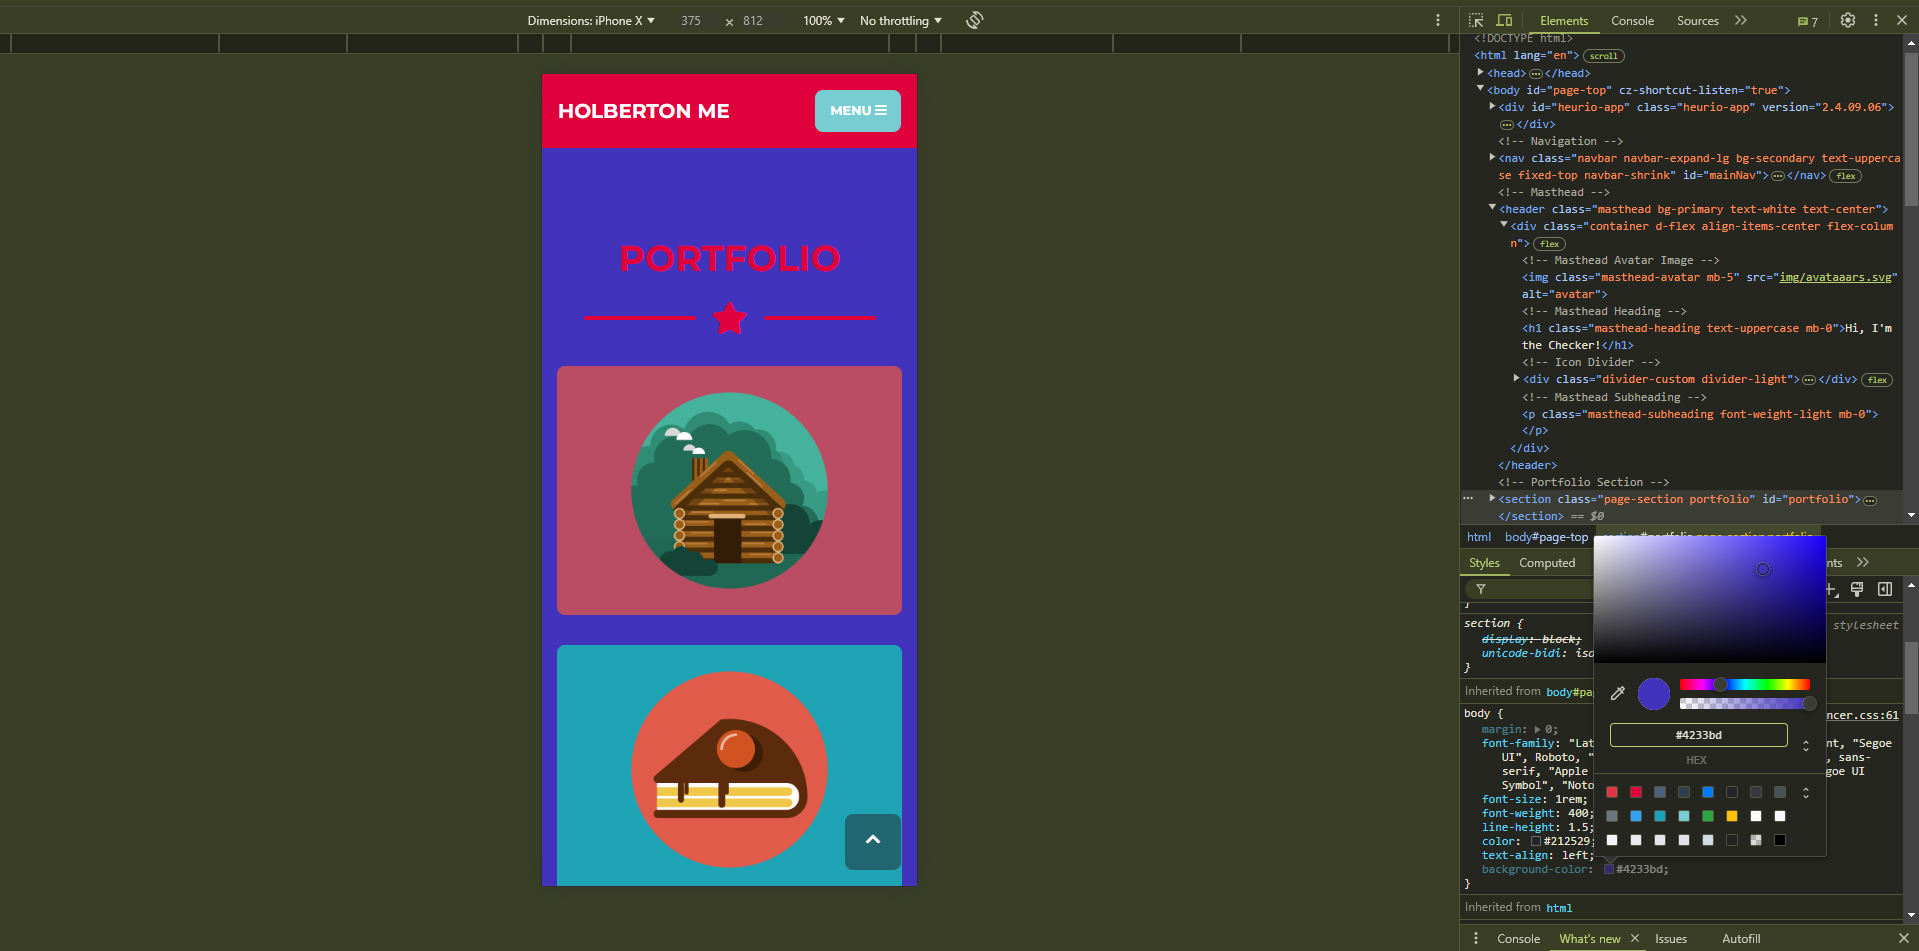 Dimensions: iPhone X 375 × 812 100% No throttling
Elements Console Sources 7
HOLBERTON ME
MENU
PORTFOLIO
<!DOCTYPE html>
<html lang="en"> scroll
<head> </head>
<body id="page-top" cz-shortcut-listen="true">
<div id="heurio-app" class="heurio-app" version="2.4.09.06">
</div>
<!-- Navigation -->
<nav class="navbar navbar-expand-lg bg-secondary text-upperca
se fixed-top navbar-shrink" id="mainNav"> </nav> flex
<!-- Masthead -->
<header class="masthead bg-primary text-white text-center">
<div class="container d-flex align-items-center flex-colum
n"> flex
<!-- Masthead Avatar Image -->
<img class="masthead-avatar mb-5" src="img/avataaars.svg"
alt="avatar">
<!-- Masthead Heading -->
<h1 class="masthead-heading text-uppercase mb-0">Hi, I'm
the Checker!</h1>
<!-- Icon Divider -->
<div class="divider-custom divider-light"> </div> flex
<!-- Masthead Subheading -->
<p class="masthead-subheading font-weight-light mb-0">
</p>
</div>
</header>
<!-- Portfolio Section -->
<section class="page-section portfolio" id="portfolio">
</section> == $0
html body#page-top
Styles Computed nts
section { stylesheet
display: block;
unicode-bidi: iso
}
Inherited from body#pa
body { ncer.css:61
margin: 0;
font-family: "Lat nt, "Segoe
UI", Roboto, " , sans-
serif, "Apple goe UI
Symbol", "Noto
font-size: 1rem;
font-weight: 400;
line-height: 1.5;
color: #212529;
text-align: left;
background-color: #4233bd;
}
#4233bd
HEX
Inherited from html
Console What's new Issues Autofill